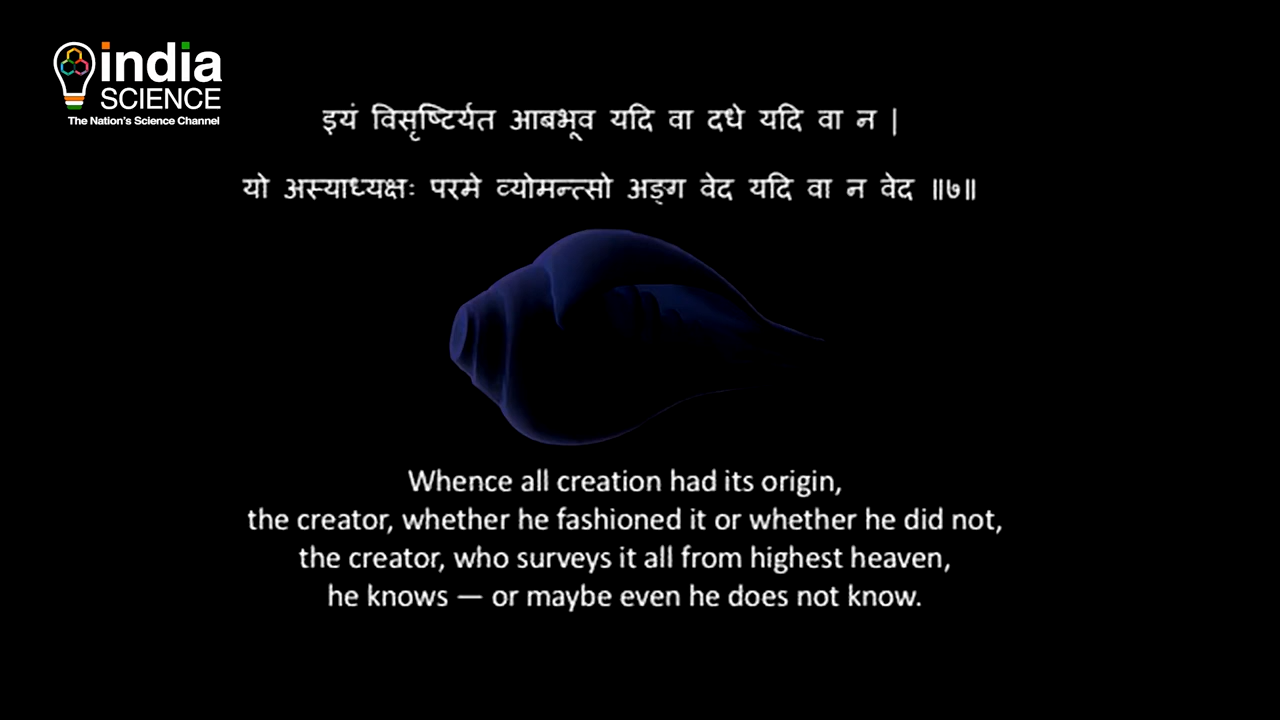 india
SCIENCE
The Nation's Science Channel
इयं विसृष्टिर्यत आबभूव यदि वा दधे यदि वा न |
यो अस्याध्यक्षः परमे व्योमन्त्सो अङ्ग वेद यदि वा न वेद ॥७॥
Whence all creation had its origin,
the creator, whether he fashioned it or whether he did not,
the creator, who surveys it all from highest heaven,
he knows — or maybe even he does not know.